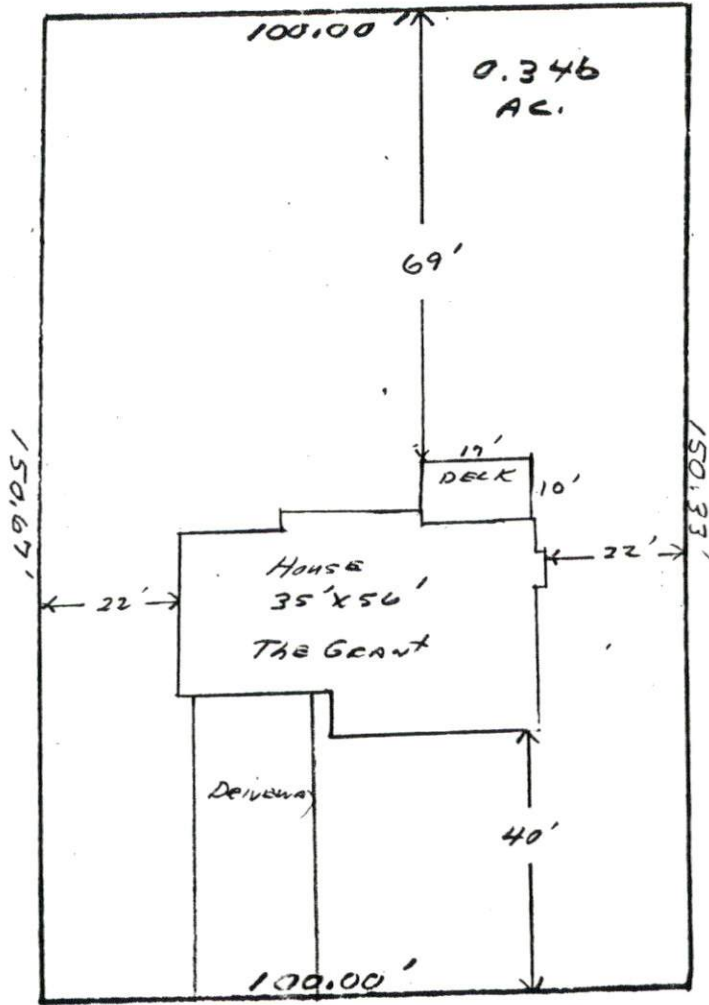 100.00'
0.346
AC.
69'
17'
DECK
10'
150.67'
150.33'
22'
HOUSE
35'X56'
THE GRANT
22'
DRIVEWAY
40'
100.00'